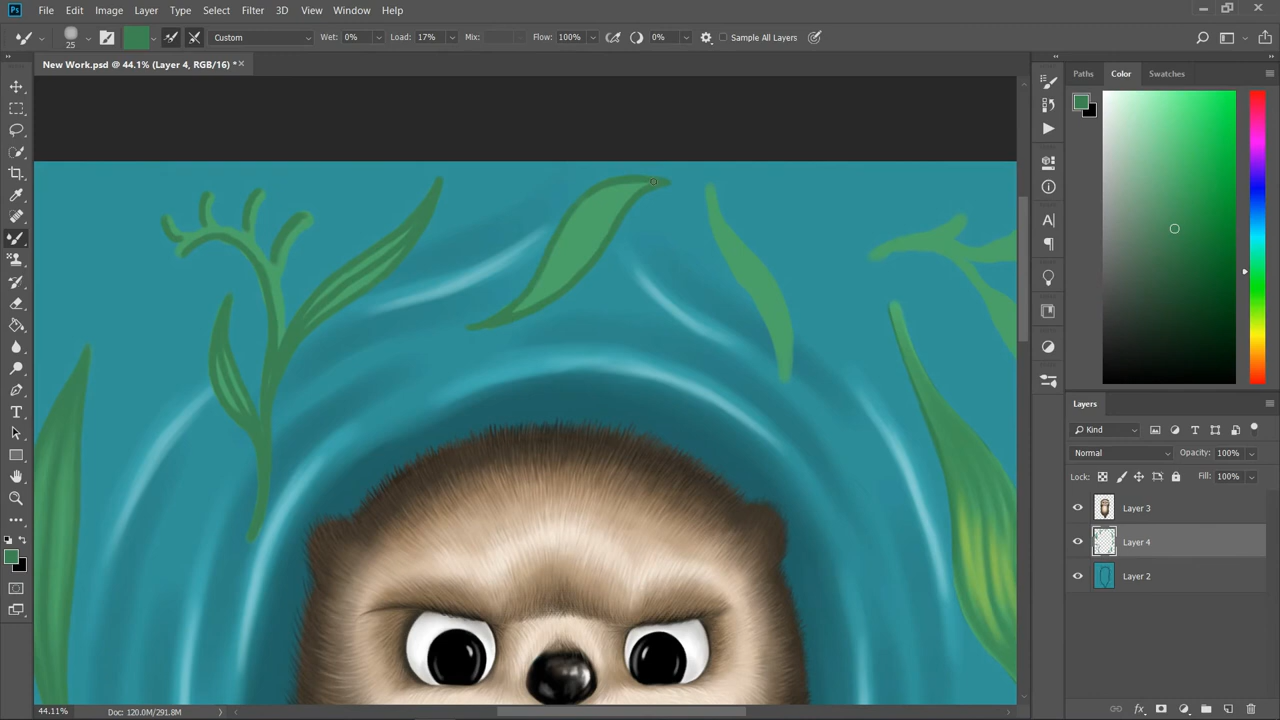 Ps File Edit Image Layer Type Select Filter 3D View Window Help
25 Custom Wet: 0% Load: 17% Mix: Flow: 100% 0% Sample All Layers
New Work.psd @ 44.1% (Layer 4, RGB/16) *
Paths Color Swatches
Layers
Kind
Normal Opacity: 100%
Lock: Fill: 100%
Layer 3
Layer 4
Layer 2
44.11% Doc: 120.0M/291.8M